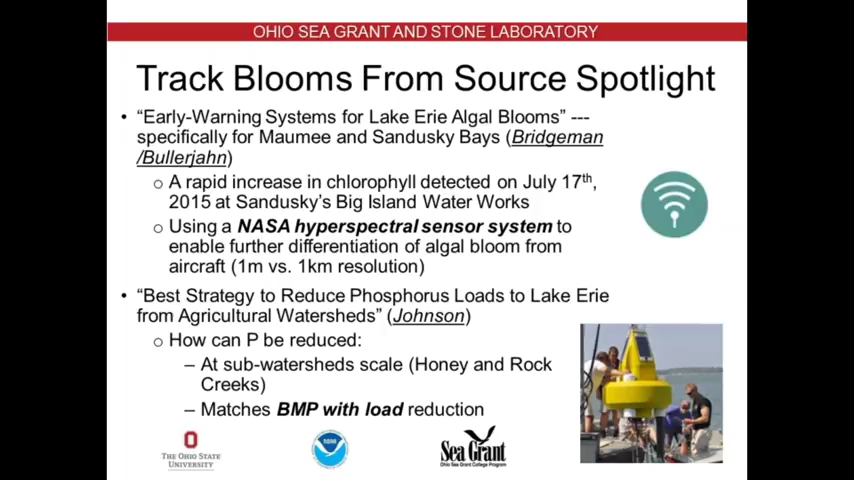 OHIO SEA GRANT AND STONE LABORATORY
Track Blooms From Source Spotlight
• “Early-Warning Systems for Lake Erie Algal Blooms” ---
specifically for Maumee and Sandusky Bays (Bridgeman
/Bullerjahn)
o A rapid increase in chlorophyll detected on July 17th,
2015 at Sandusky’s Big Island Water Works
o Using a NASA hyperspectral sensor system to
enable further differentiation of algal bloom from
aircraft (1m vs. 1km resolution)
• “Best Strategy to Reduce Phosphorus Loads to Lake Erie
from Agricultural Watersheds” (Johnson)
o How can P be reduced:
– At sub-watersheds scale (Honey and Rock
Creeks)
– Matches BMP with load reduction
THE OHIO STATE
UNIVERSITY
NOAA
Sea Grant
Ohio Sea Grant College Program